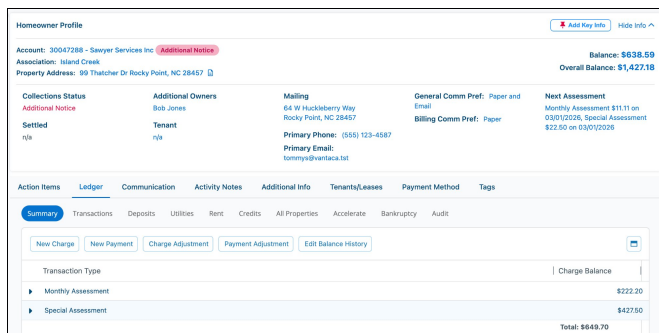 Homeowner Profile
Add Key Info
Hide Info
Account: 30047288 - Sawyer Services Inc Additional Notice
Balance: $638.59
Association: Island Creek
Overall Balance: $1,427.18
Property Address: 99 Thatcher Dr Rocky Point, NC 28457
Collections Status
Additional Notice
Settled
n/a
Additional Owners
Bob Jones
Tenant
n/a
Mailing
64 W Huckleberry Way
Rocky Point, NC 28457
Primary Phone: (555) 123-4587
Primary Email:
tommys@vantaca.tst
General Comm Pref: Paper and
Email
Billing Comm Pref: Paper
Next Assessment
Monthly Assessment $11.11 on
03/01/2026, Special Assessment
$22.50 on 03/01/2026
Action Items Ledger Communication Activity Notes Additional Info Tenants/Leases Payment Method Tags
Summary Transactions Deposits Utilities Rent Credits All Properties Accelerate Bankruptcy Audit
New Charge New Payment Charge Adjustment Payment Adjustment Edit Balance History
Transaction Type Charge Balance
Monthly Assessment $222.20
Special Assessment $427.50
Total: $649.70